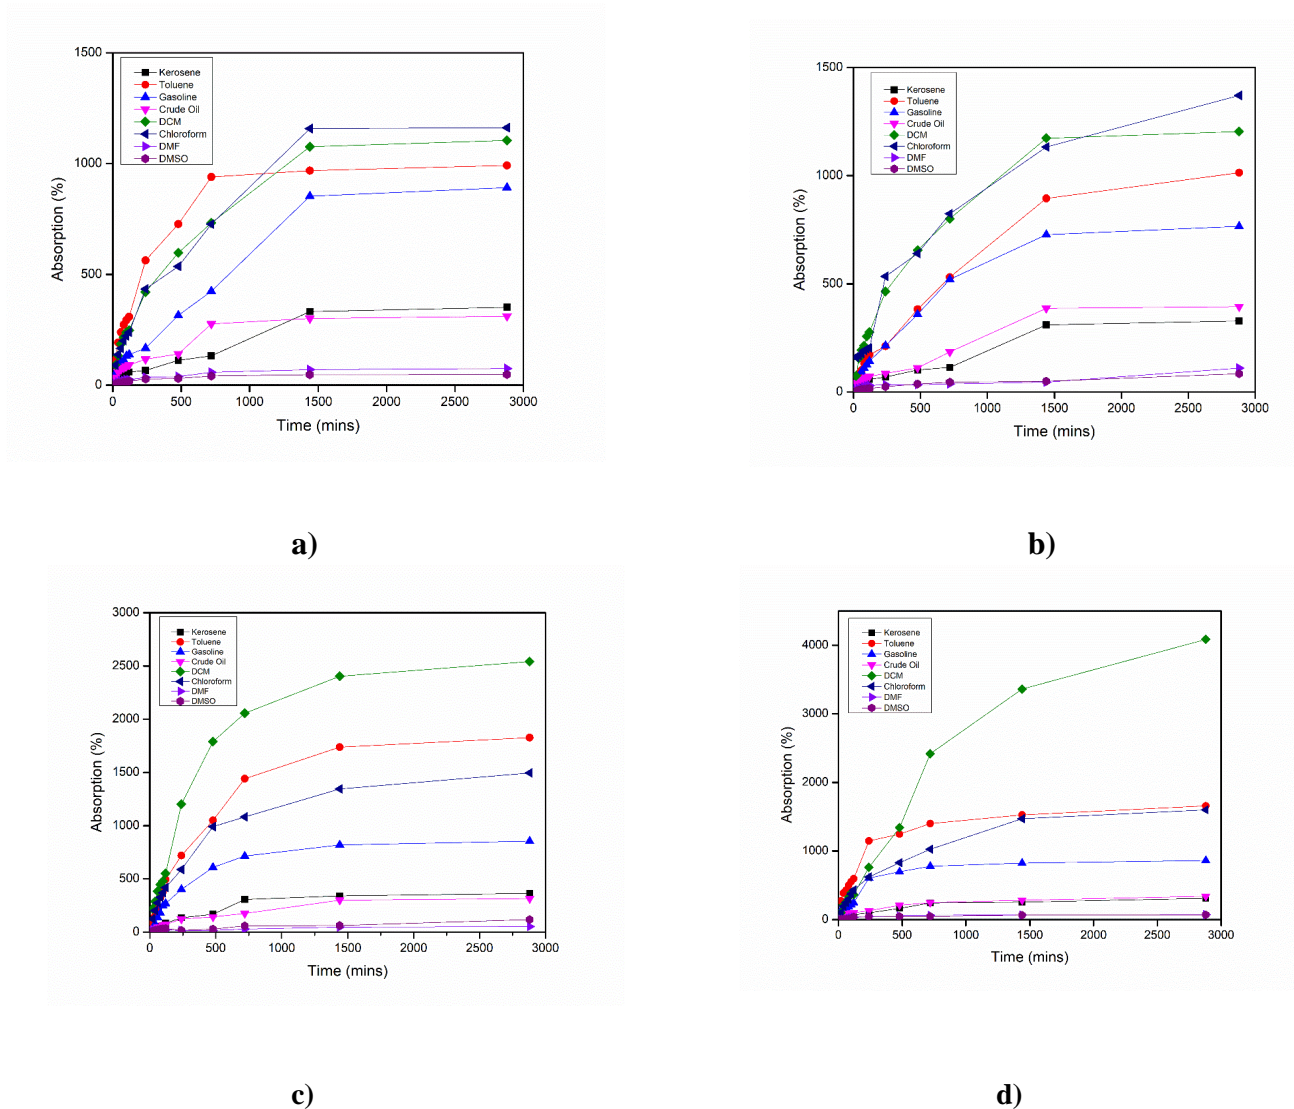 1500
1000
500
0
Absorption (%)
Kerosene
Toluene
Gasoline
Crude Oil
DCM
Chloroform
DMF
DMSO
0 500 1000 1500 2000 2500 3000
Time (mins)
a)
1500
1000
500
0
Absorption (%)
Kerosene
Toluene
Gasoline
Crude Oil
DCM
Chloroform
DMF
DMSO
0 500 1000 1500 2000 2500 3000
Time (mins)
b)
3000
2500
2000
1500
1000
500
0
Absorption (%)
Kerosene
Toluene
Gasoline
Crude Oil
DCM
Chloroform
DMF
DMSO
0 500 1000 1500 2000 2500 3000
Time (mins)
c)
4000
3000
2000
1000
0
Absorption (%)
Kerosene
Toluene
Gasoline
Crude Oil
DCM
Chloroform
DMF
DMSO
0 500 1000 1500 2000 2500 3000
Time (mins)
d)